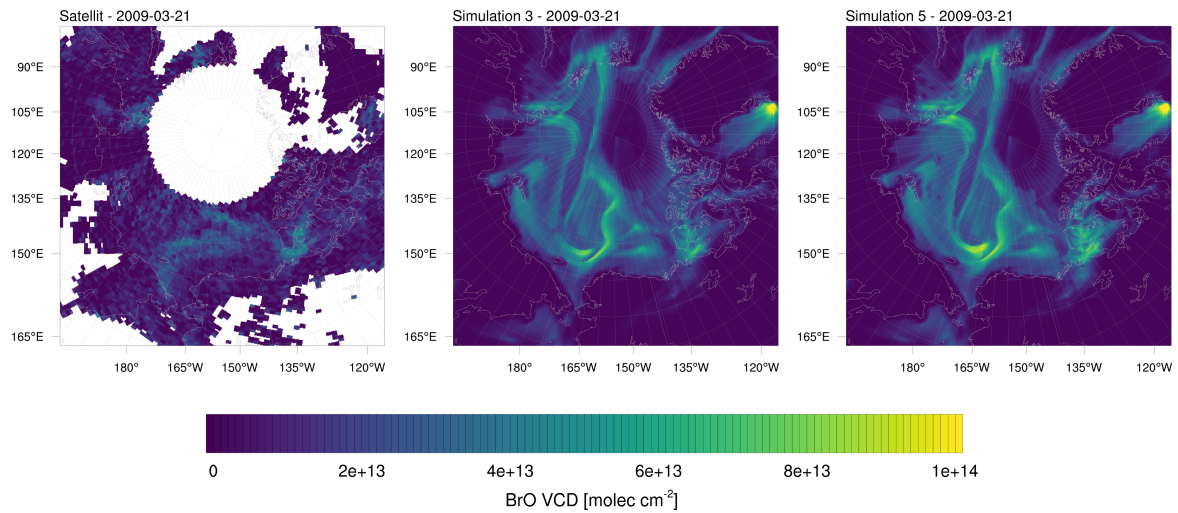 Satellit - 2009-03-21
Simulation 3 - 2009-03-21
Simulation 5 - 2009-03-21
90°E
105°E
120°E
135°E
150°E
165°E
180°
165°W
150°W
135°W
120°W
90°E
105°E
120°E
135°E
150°E
165°E
180°
165°W
150°W
135°W
120°W
90°E
105°E
120°E
135°E
150°E
165°E
180°
165°W
150°W
135°W
120°W
0
2e+13
4e+13
6e+13
8e+13
1e+14
BrO VCD [molec cm-2]